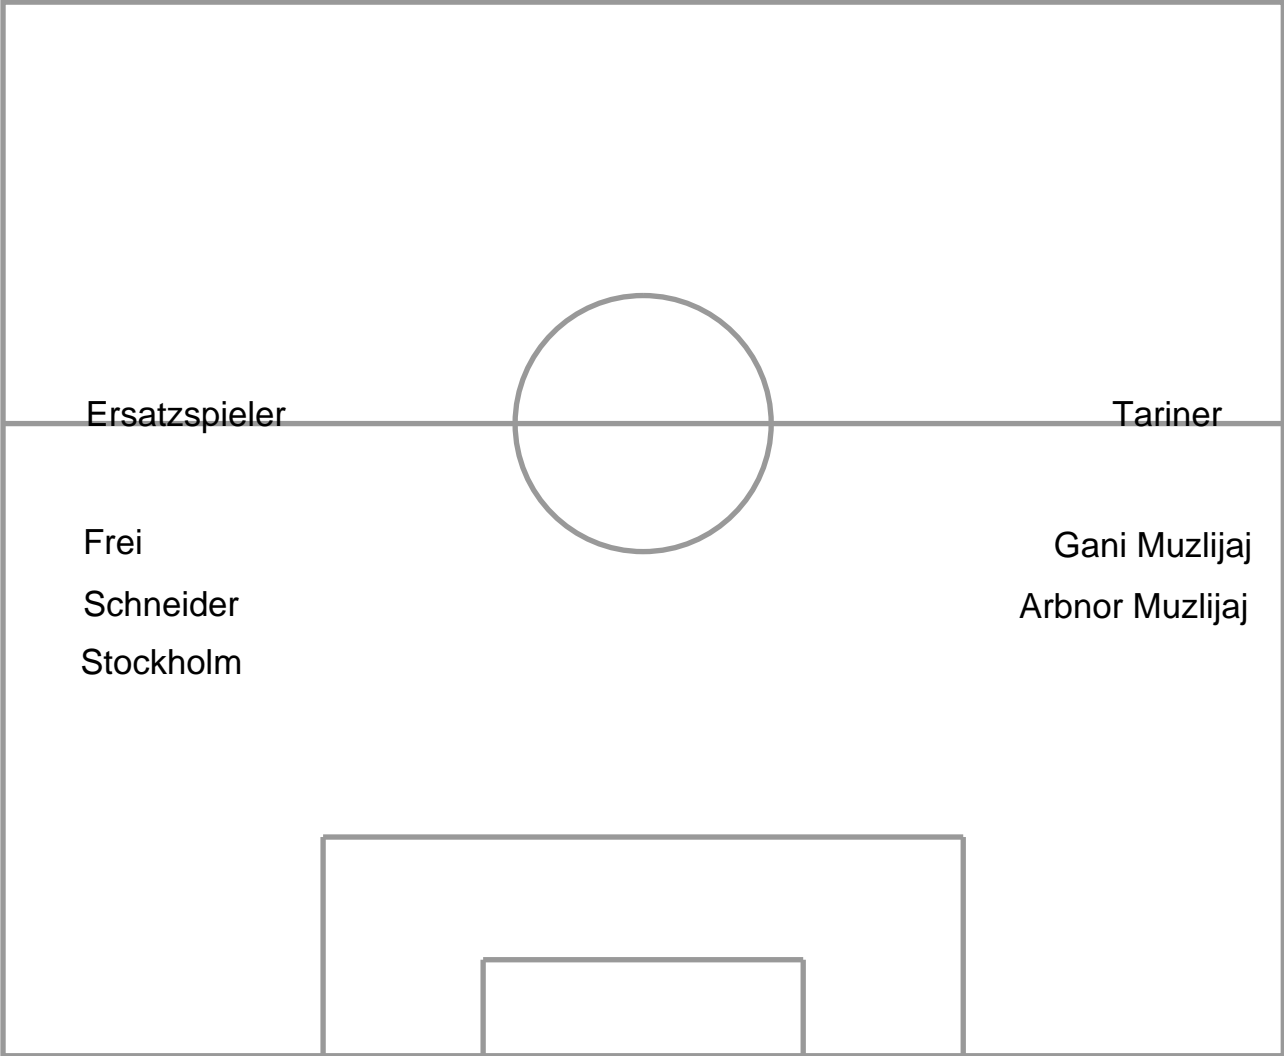 Ersatzspieler
Tariner
Frei
Schneider
Stockholm
Gani Muzlijaj
Arbnor Muzlijaj